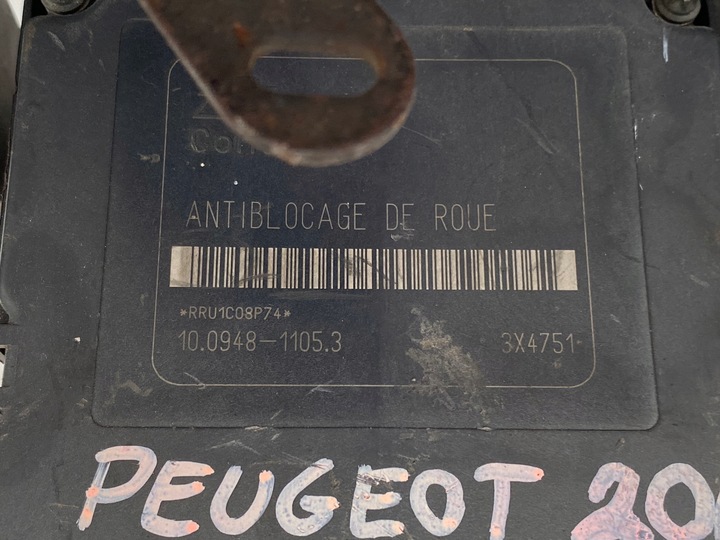 ANTIBLOCAGE DE ROUE
*RRU1C08P74*
10.0948-1105.3 3X4751
PEUGEOT